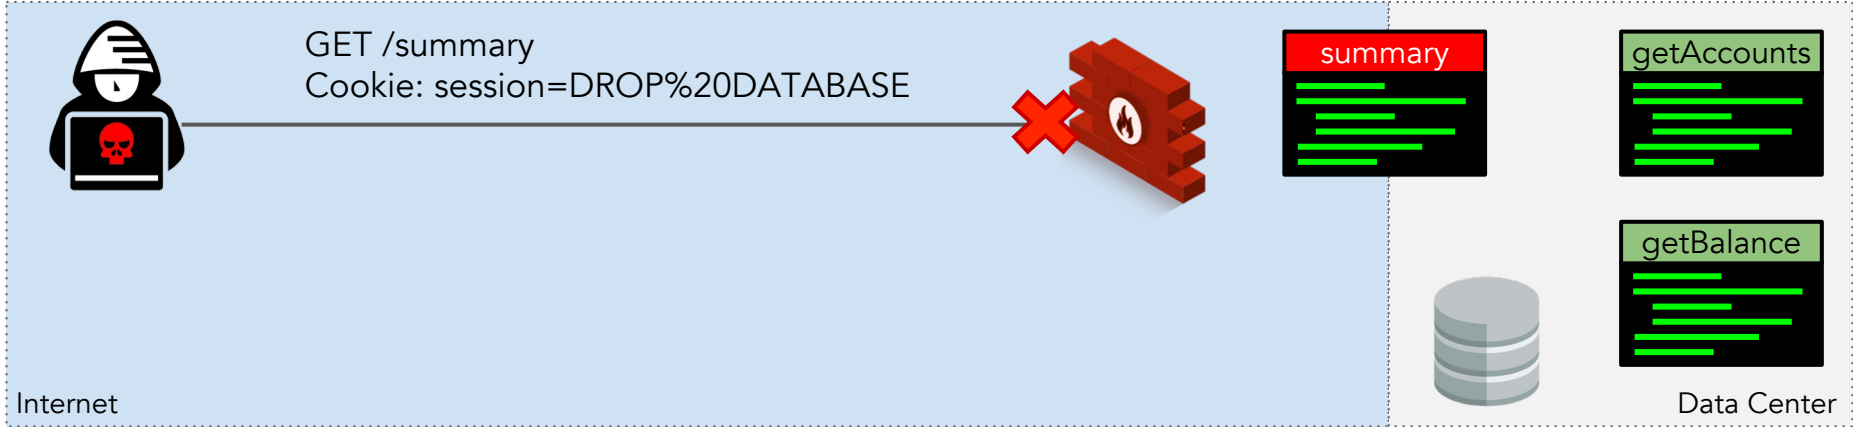 GET /summary
Cookie: session=DROP%20DATABASE
summary
getAccounts
getBalance
Internet
Data Center